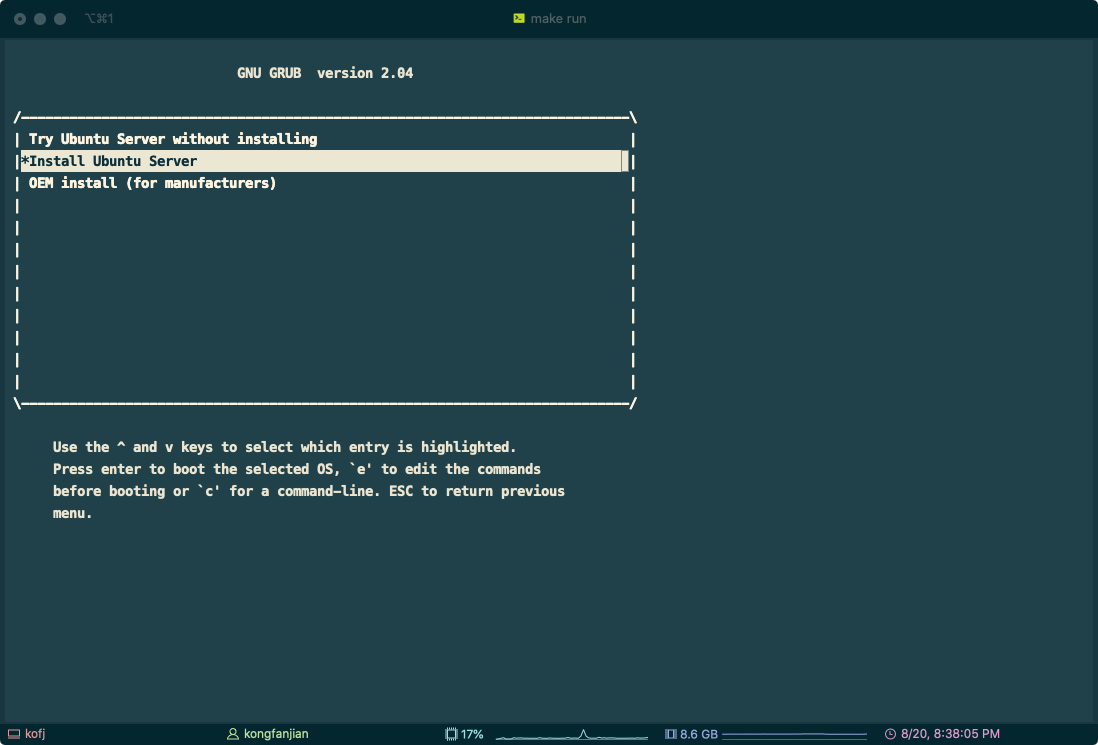 ⌥⌘1
make run
GNU GRUB  version 2.04
Try Ubuntu Server without installing
*Install Ubuntu Server
OEM install (for manufacturers)
Use the ^ and v keys to select which entry is highlighted.
Press enter to boot the selected OS, `e' to edit the commands
before booting or `c' for a command-line. ESC to return previous
menu.
kofj
kongfanjian
17%
8.6 GB
8/20, 8:38:05 PM